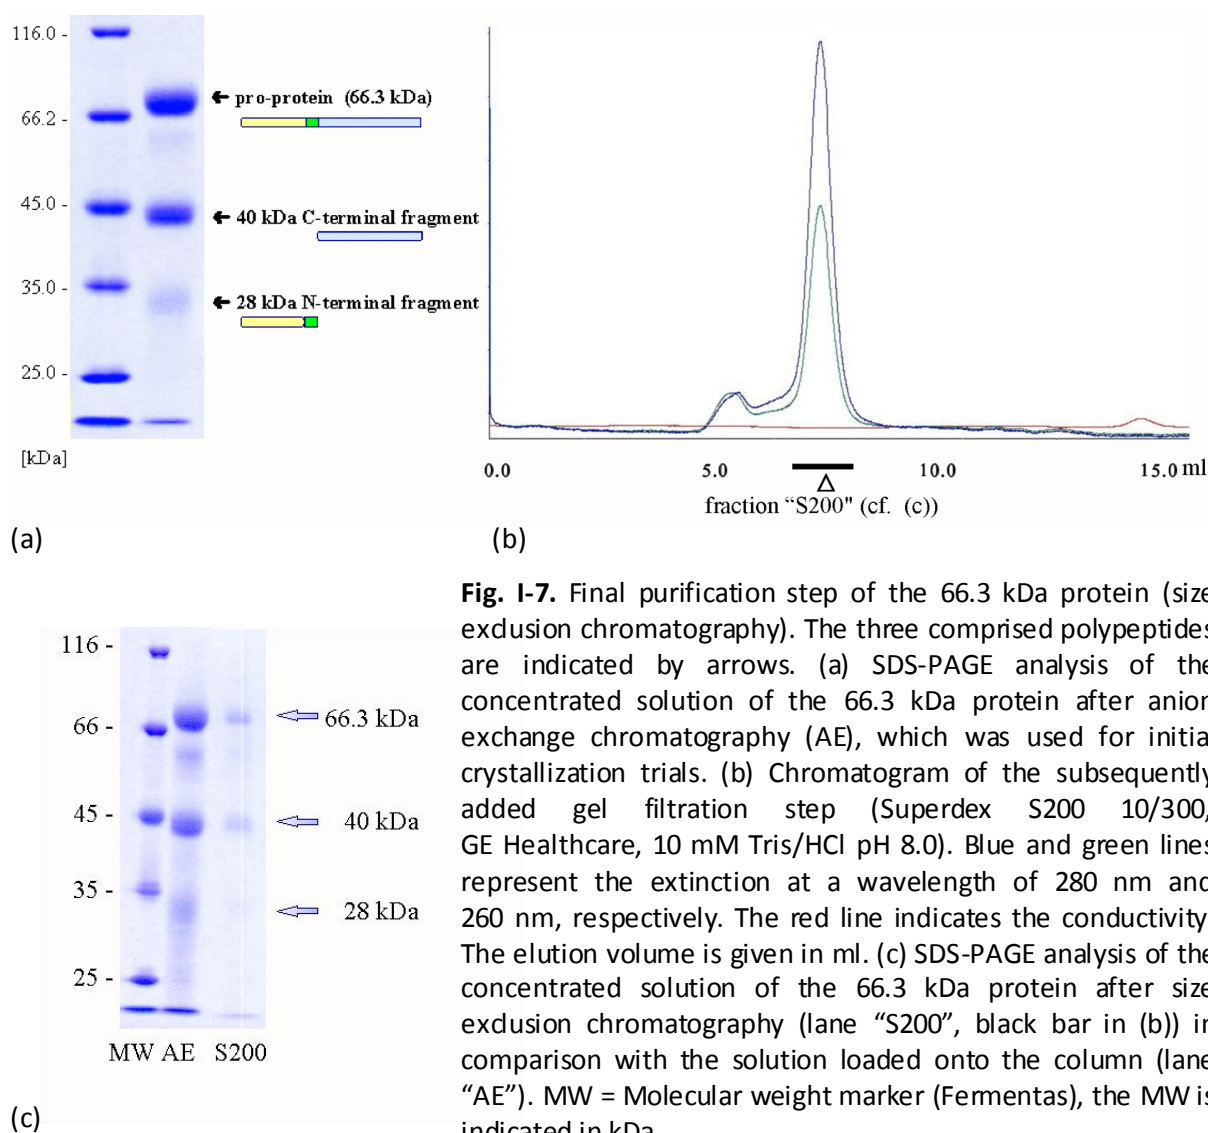 116.0 -
66.2 -
45.0 -
35.0 -
25.0 -
[kDa]
pro-protein (66.3 kDa)
40 kDa C-terminal fragment
28 kDa N-terminal fragment
(a)
0.0 5.0 10.0 15.0 ml
fraction “S200" (cf. (c))
(b)
116 -
66 -
45 -
35 -
25 -
66.3 kDa
40 kDa
28 kDa
MW AE S200
(c)
Fig. I-7. Final purification step of the 66.3 kDa protein (size
exclusion chromatography). The three comprised polypeptides
are indicated by arrows. (a) SDS-PAGE analysis of the
concentrated solution of the 66.3 kDa protein after anion
exchange chromatography (AE), which was used for initia
crystallization trials. (b) Chromatogram of the subsequently
added gel filtration step (Superdex S200 10/300,
GE Healthcare, 10 mM Tris/HCl pH 8.0). Blue and green lines
represent the extinction at a wavelength of 280 nm and
260 nm, respectively. The red line indicates the conductivity
The elution volume is given in ml. (c) SDS-PAGE analysis of the
concentrated solution of the 66.3 kDa protein after size
exclusion chromatography (lane “S200”, black bar in (b)) in
comparison with the solution loaded onto the column (lane
“AE”). MW = Molecular weight marker (Fermentas), the MW is
indicated in kDa